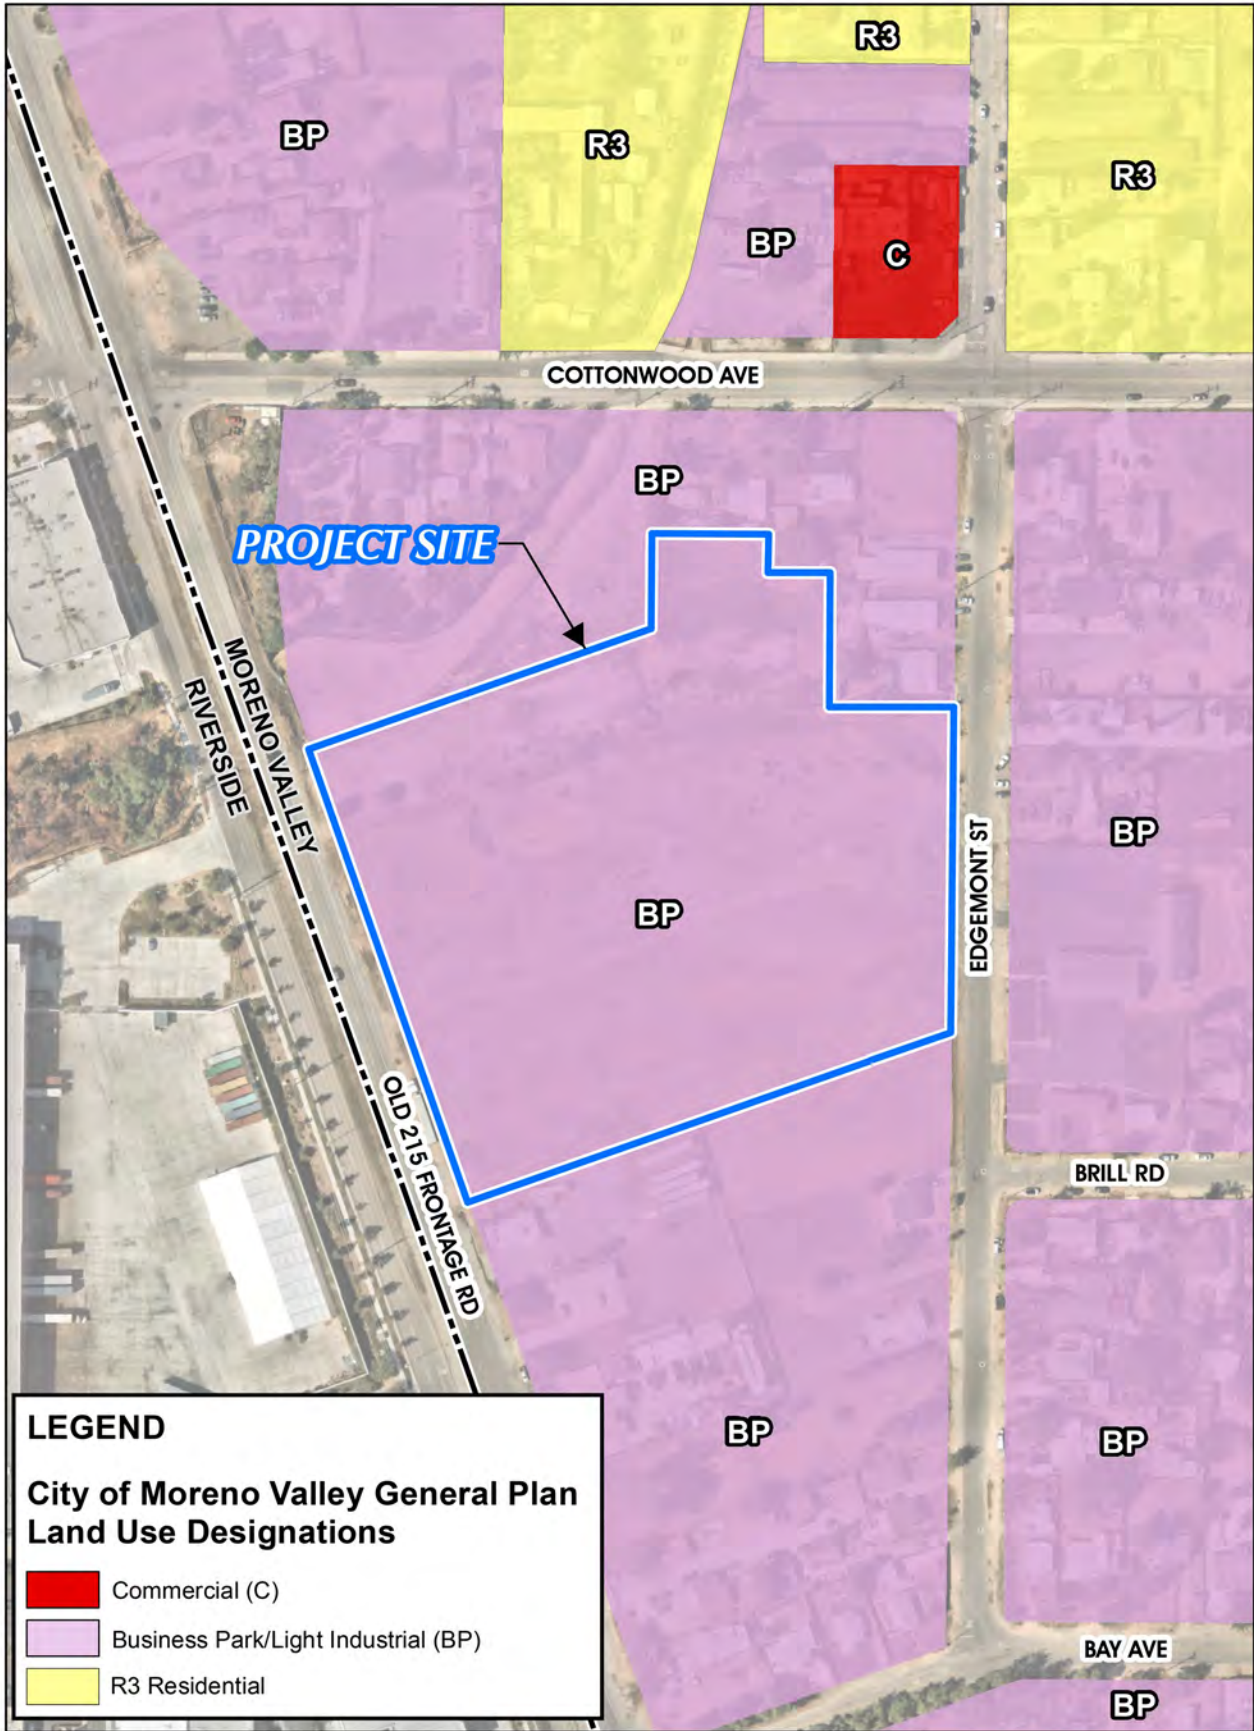 R3
BP
R3
R3
BP
C
COTTONWOOD AVE
BP
PROJECT SITE
MORENO VALLEY
RIVERSIDE
BP
EDGEMONT ST
BP
OLD 215 FRONTAGE RD
BRILL RD
BP
BP
BAY AVE
BP
LEGEND
City of Moreno Valley General Plan
Land Use Designations
Commercial (C)
Business Park/Light Industrial (BP)
R3 Residential